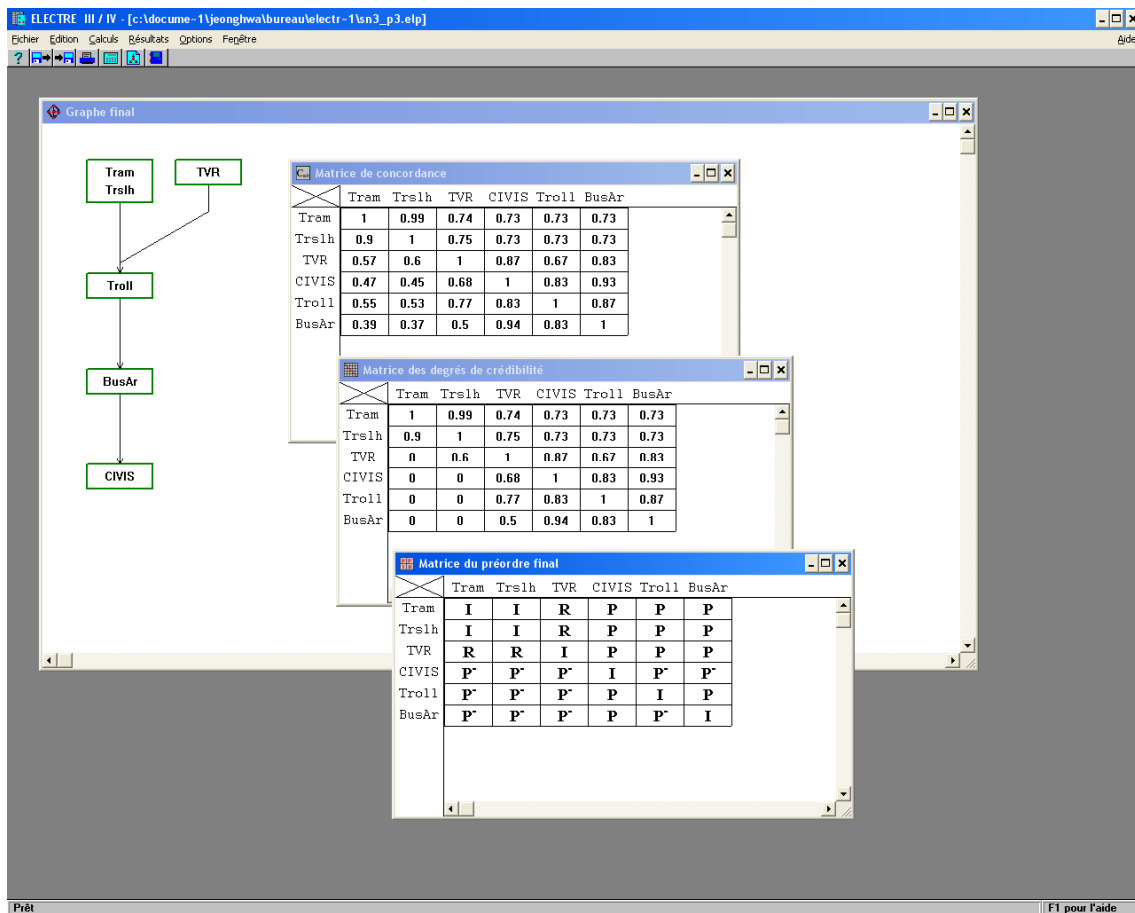 ELECTRE III / IV - [c:\docume~1\jeonghwa\bureau\electr~1\sn3_p3.elp]
Fichier Edition Calculs Résultats Options Fenêtre Aide
Graphe final
Tram
Trslh
TVR
Troll
BusAr
CIVIS
Matrice de concordance
Tram Trslh TVR CIVIS Troll BusAr
Tram 1 0.99 0.74 0.73 0.73 0.73
Trslh 0.9 1 0.75 0.73 0.73 0.73
TVR 0.57 0.6 1 0.87 0.67 0.83
CIVIS 0.47 0.45 0.68 1 0.83 0.93
Troll 0.55 0.53 0.77 0.83 1 0.87
BusAr 0.39 0.37 0.5 0.94 0.83 1
Matrice des degrés de crédibilité
Tram Trslh TVR CIVIS Troll BusAr
Tram 1 0.99 0.74 0.73 0.73 0.73
Trslh 0.9 1 0.75 0.73 0.73 0.73
TVR 0 0.6 1 0.87 0.67 0.83
CIVIS 0 0 0.68 1 0.83 0.93
Troll 0 0 0.77 0.83 1 0.87
BusAr 0 0 0.5 0.94 0.83 1
Matrice du préordre final
Tram Trslh TVR CIVIS Troll BusAr
Tram I I R P P P
Trslh I I R P P P
TVR R R I P P P
CIVIS P⁻ P⁻ P⁻ I P⁻ P⁻
Troll P⁻ P⁻ P⁻ P I P
BusAr P⁻ P⁻ P⁻ P P⁻ I
Prêt F1 pour l'aide